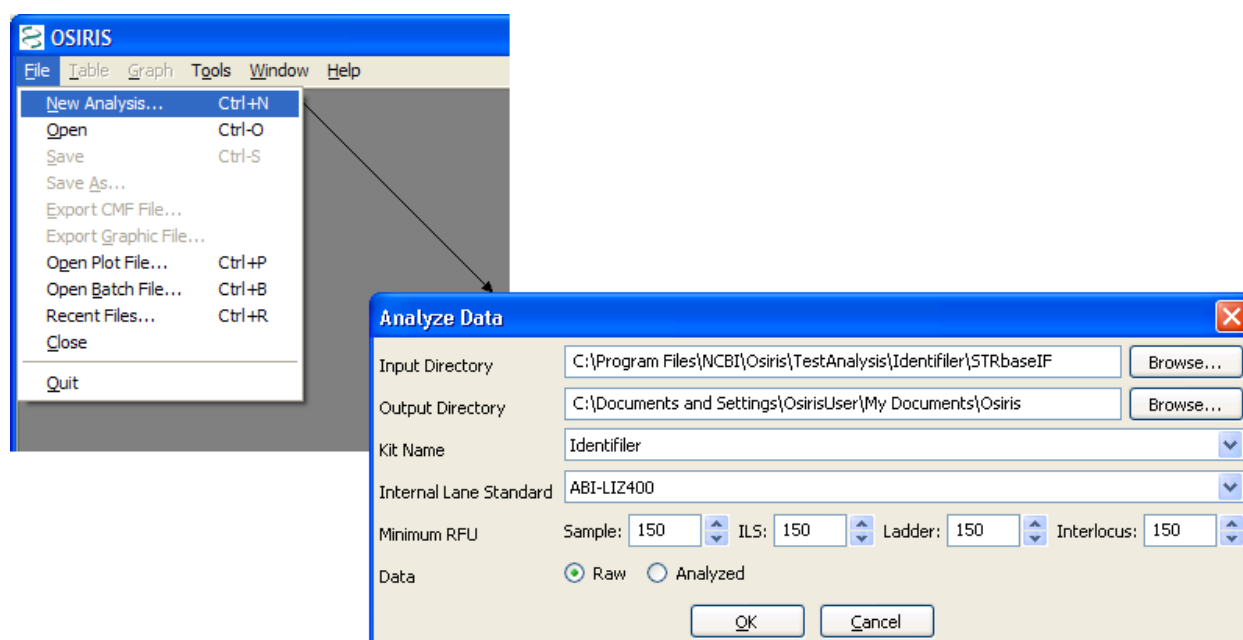 OSIRIS
File Table Graph Tools Window Help
New Analysis... Ctrl+N
Open Ctrl-O
Save Ctrl-S
Save As...
Export CMF File...
Export Graphic File...
Open Plot File... Ctrl+P
Open Batch File... Ctrl+B
Recent Files... Ctrl+R
Close
Quit
Analyze Data
Input Directory C:\Program Files\NCBI\Osiris\TestAnalysis\Identifiler\STRbaseIF Browse...
Output Directory C:\Documents and Settings\OsirisUser\My Documents\Osiris Browse...
Kit Name Identifiler
Internal Lane Standard ABI-LIZ400
Minimum RFU Sample: 150 ILS: 150 Ladder: 150 Interlocus: 150
Data Raw Analyzed
OK Cancel